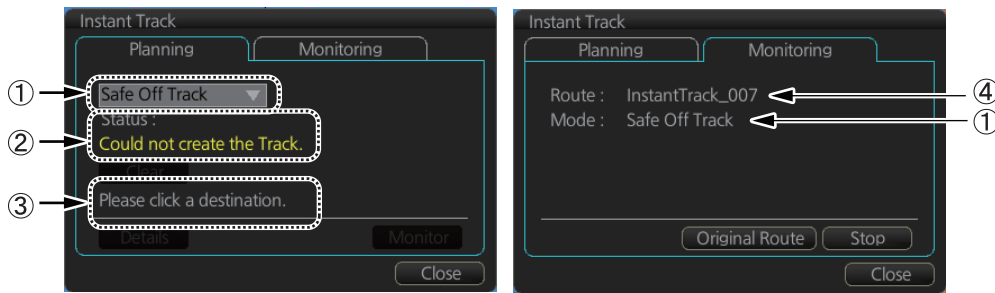 Instant Track
Planning Monitoring
① Safe Off Track
Status :
② Could not create the Track.
Clear
③ Please click a destination.
Details Monitor
Close
Instant Track
Planning Monitoring
Route : InstantTrack_007 ④
Mode : Safe Off Track ①
Original Route Stop
Close